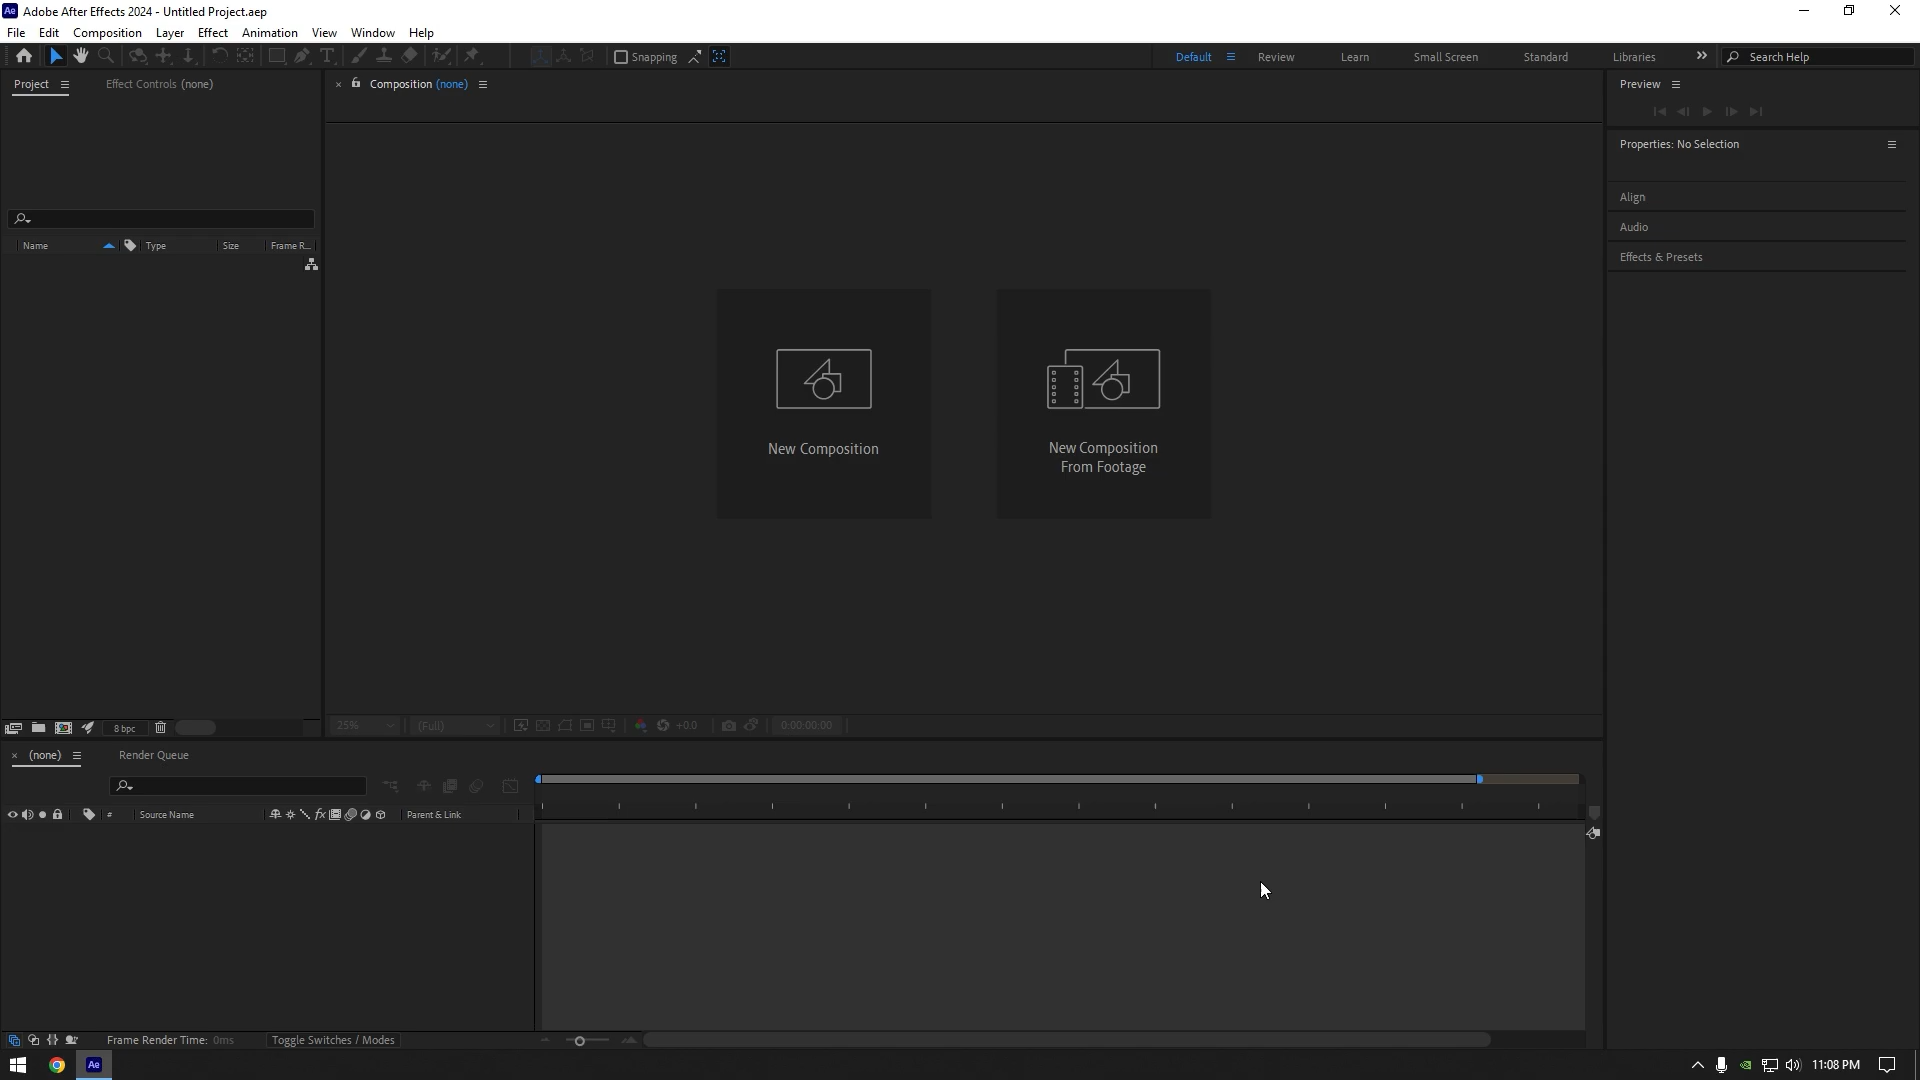 Ae Adobe After Effects 2024 - Untitled Project.aep
File Edit Composition Layer Effect Animation View Window Help
Snapping Default Review Learn Small Screen Standard Libraries Search Help
Project Effect Controls (none) Composition (none) Preview
Properties: No Selection
Align
Audio
Effects & Presets
Name Type Size Frame R...
New Composition
New Composition
From Footage
8 bpc 25% (Full) +0.0 0:00:00:00
(none) Render Queue
# Source Name fx Parent & Link
Frame Render Time: 0ms Toggle Switches / Modes
Ae 11:08 PM